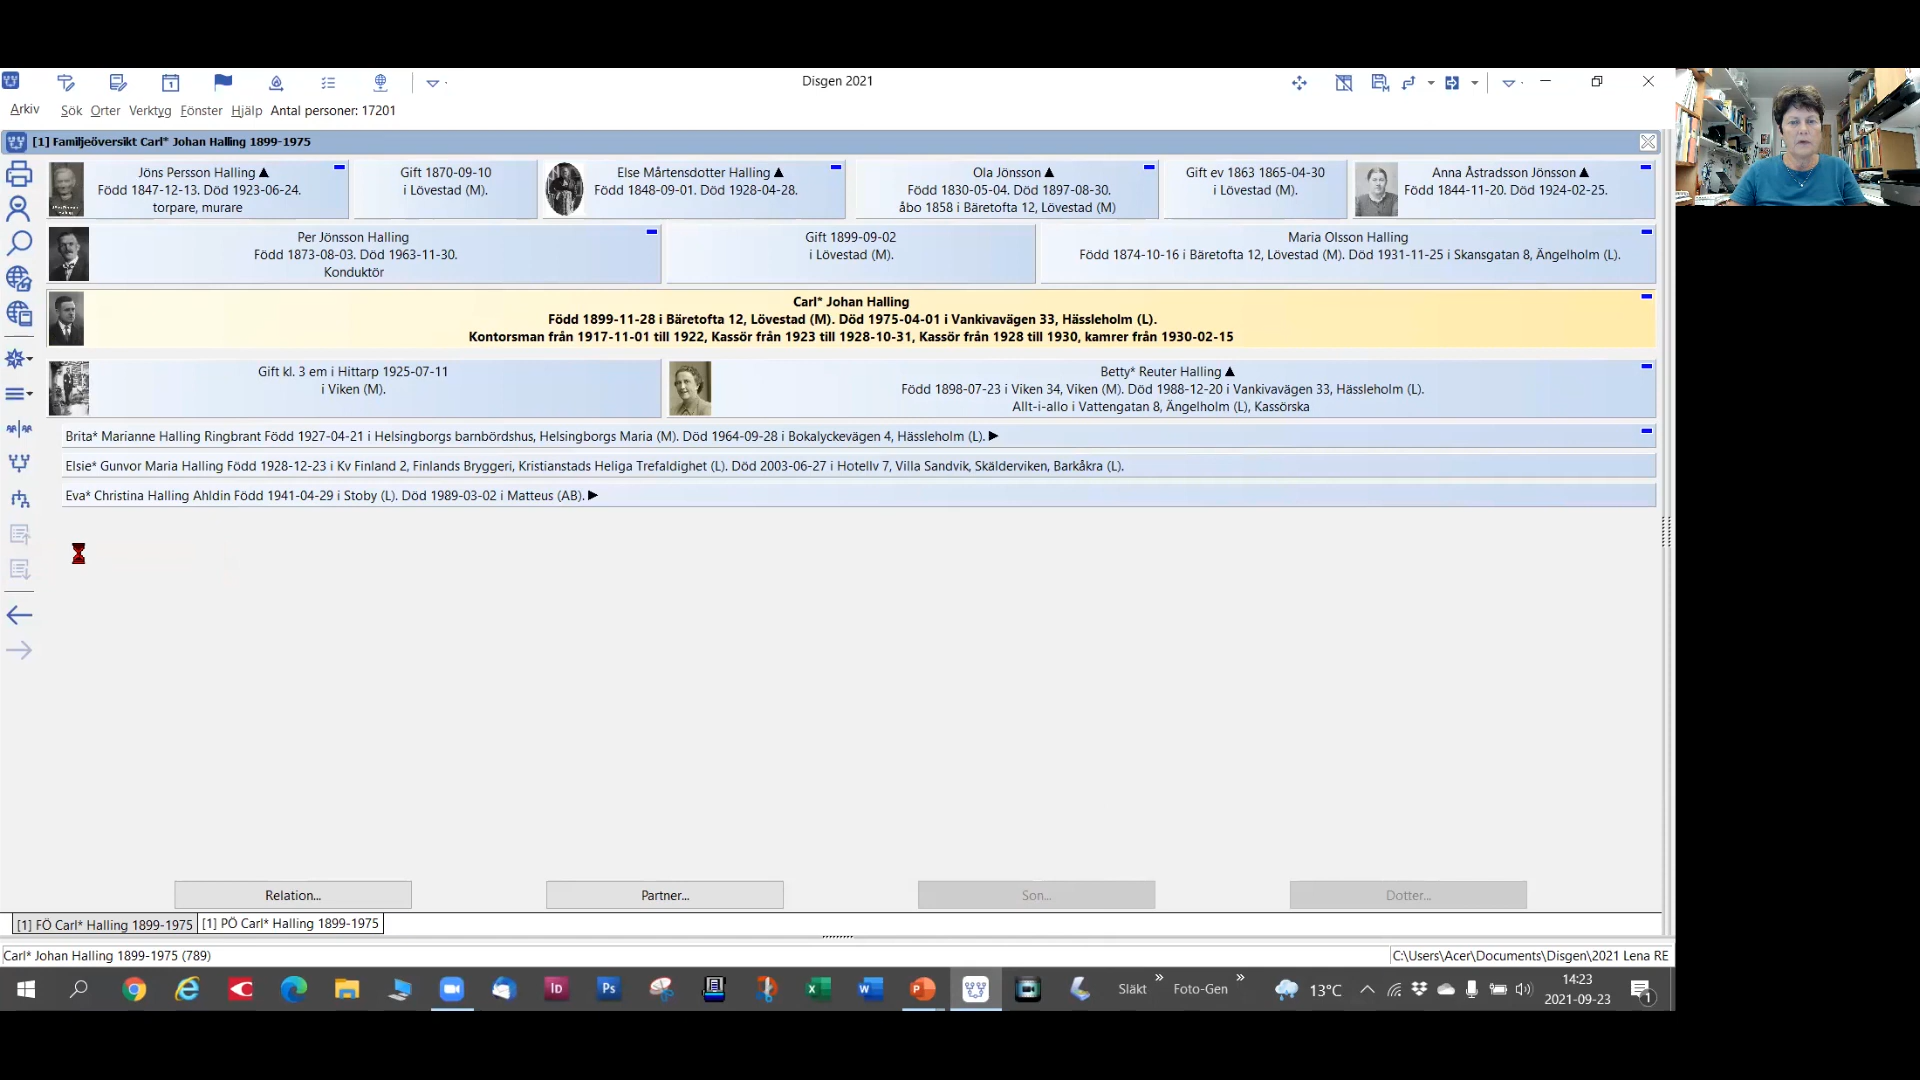 Disgen 2021
Arkiv Sök Orter Verktyg Fönster Hjälp Antal personer: 17201
[1] Familjeöversikt Carl* Johan Halling 1899-1975
Jöns Persson Halling ▲
Född 1847-12-13. Död 1923-06-24.
torpare, murare
Gift 1870-09-10
i Lövestad (M).
Else Mårtensdotter Halling ▲
Född 1848-09-01. Död 1928-04-28.
Ola Jönsson ▲
Född 1830-05-04. Död 1897-08-30.
åbo 1858 i Bäretofta 12, Lövestad (M)
Gift ev 1863 1865-04-30
i Lövestad (M).
Anna Åstradsson Jönsson ▲
Född 1844-11-20. Död 1924-02-25.
Per Jönsson Halling
Född 1873-08-03. Död 1963-11-30.
Konduktör
Gift 1899-09-02
i Lövestad (M).
Maria Olsson Halling
Född 1874-10-16 i Bäretofta 12, Lövestad (M). Död 1931-11-25 i Skansgatan 8, Ängelholm (L).
Carl* Johan Halling
Född 1899-11-28 i Bäretofta 12, Lövestad (M). Död 1975-04-01 i Vankivavägen 33, Hässleholm (L).
Kontorsman från 1917-11-01 till 1922, Kassör från 1923 till 1928-10-31, Kassör från 1928 till 1930, kamrer från 1930-02-15
Gift kl. 3 em i Hittarp 1925-07-11
i Viken (M).
Betty* Reuter Halling ▲
Född 1898-07-23 i Viken 34, Viken (M). Död 1988-12-20 i Vankivavägen 33, Hässleholm (L).
Allt-i-allo i Vattengatan 8, Ängelholm (L), Kassörska
Brita* Marianne Halling Ringbrant Född 1927-04-21 i Helsingborgs barnbördshus, Helsingborgs Maria (M). Död 1964-09-28 i Bokalyckevägen 4, Hässleholm (L). ▶
Elsie* Gunvor Maria Halling Född 1928-12-23 i Kv Finland 2, Finlands Bryggeri, Kristianstads Heliga Trefaldighet (L). Död 2003-06-27 i Hotellv 7, Villa Sandvik, Skälderviken, Barkåkra (L).
Eva* Christina Halling Ahldin Född 1941-04-29 i Stoby (L). Död 1989-03-02 i Matteus (AB). ▶
Relation... Partner... Son... Dotter...
[1] FÖ Carl* Halling 1899-1975 [1] PÖ Carl* Halling 1899-1975
Carl* Johan Halling 1899-1975 (789) C:\Users\Acer\Documents\Disgen\2021 Lena RE
Släkt » Foto-Gen » 13°C 14:23
2021-09-23
1